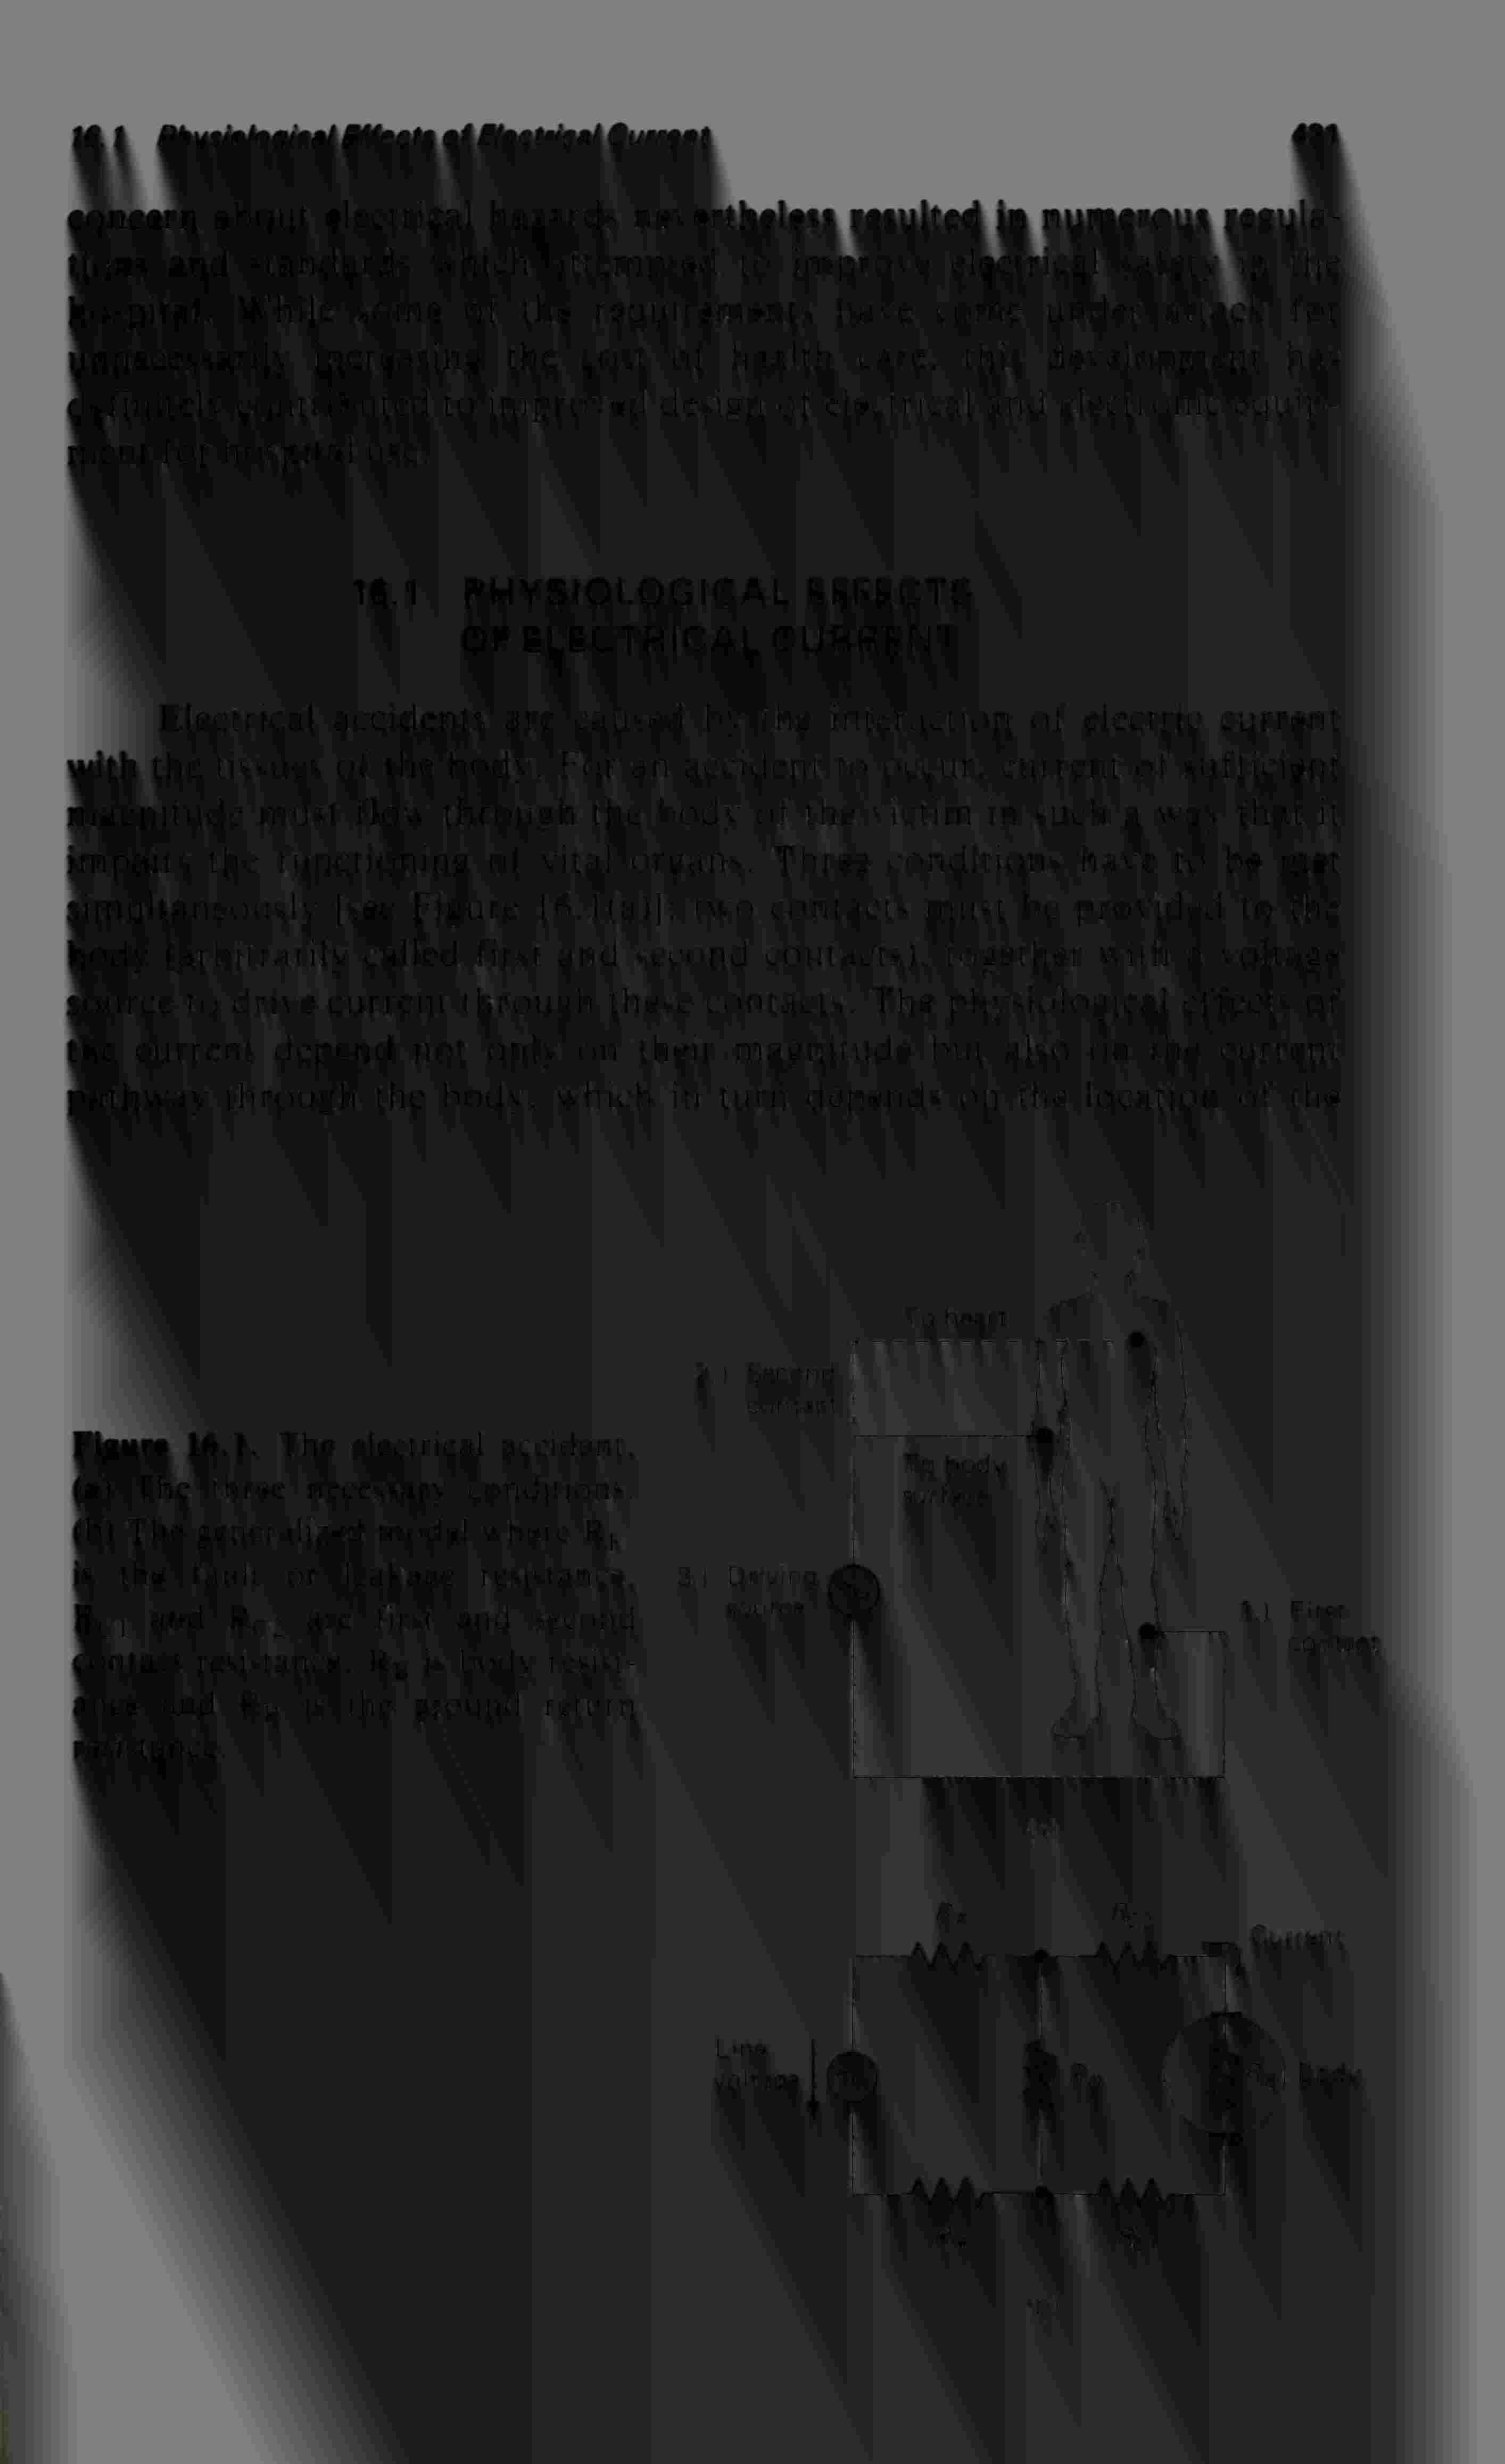 16.1 Physiological Effects of Electrical Current 431
concern about electrical hazards nevertheless resulted in numerous regula-
tions and standards which attempted to improve electrical safety in the
hospital. While some of the requirements have come under attack for
unnecessarily increasing the cost of health care, this development has
definitely contributed to improved design of electrical and electronic equip-
ment for hospital use.
16.1 PHYSIOLOGICAL EFFECTS
OF ELECTRICAL CURRENT
Electrical accidents are caused by the interaction of electric current
with the tissues of the body. For an accident to occur, current of sufficient
magnitude must flow through the body of the victim in such a way that it
impairs the functioning of vital organs. Three conditions have to be met
simultaneously [see Figure 16.1(a)]: two contacts must be provided to the
body (arbitrarily called first and second contacts), together with a voltage
source to drive current through these contacts. The physiological effects of
the current depend not only on their magnitude but also on the current
pathway through the body, which in turn depends on the location of the
To heart
Second
contact
To body
surface
Driving
source
First
contact
Figure 16.1. The electrical accident.
(a) The three necessary conditions.
(b) The generalized model where
is the fault or leakage resistance,
RC1 and RC2 are first and second
contact resistance, RB is body resist-
ance and is the ground return
resistance.
(a)
Current
Line
voltage
Body